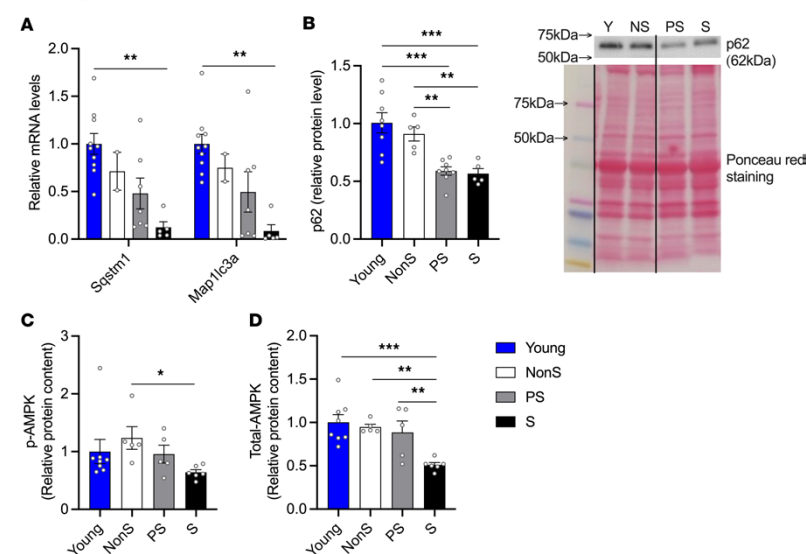 A
Relative mRNA levels
2.0
1.5
1.0
0.5
0.0
**
**
Sqstm1
Map1lc3a
B
p62 (relative protein level)
1.5
1.0
0.5
0.0
***
***
**
**
Young
NonS
PS
S
Y NS PS S
75kDa→
50kDa→
p62
(62kDa)
75kDa→
50kDa→
Ponceau red
staining
C
p-AMPK
(Relative protein content)
3
2
1
0
*
Young
NonS
PS
S
D
Total-AMPK
(Relative protein content)
2.0
1.5
1.0
0.5
0.0
***
**
**
Young
NonS
PS
S
Young
NonS
PS
S